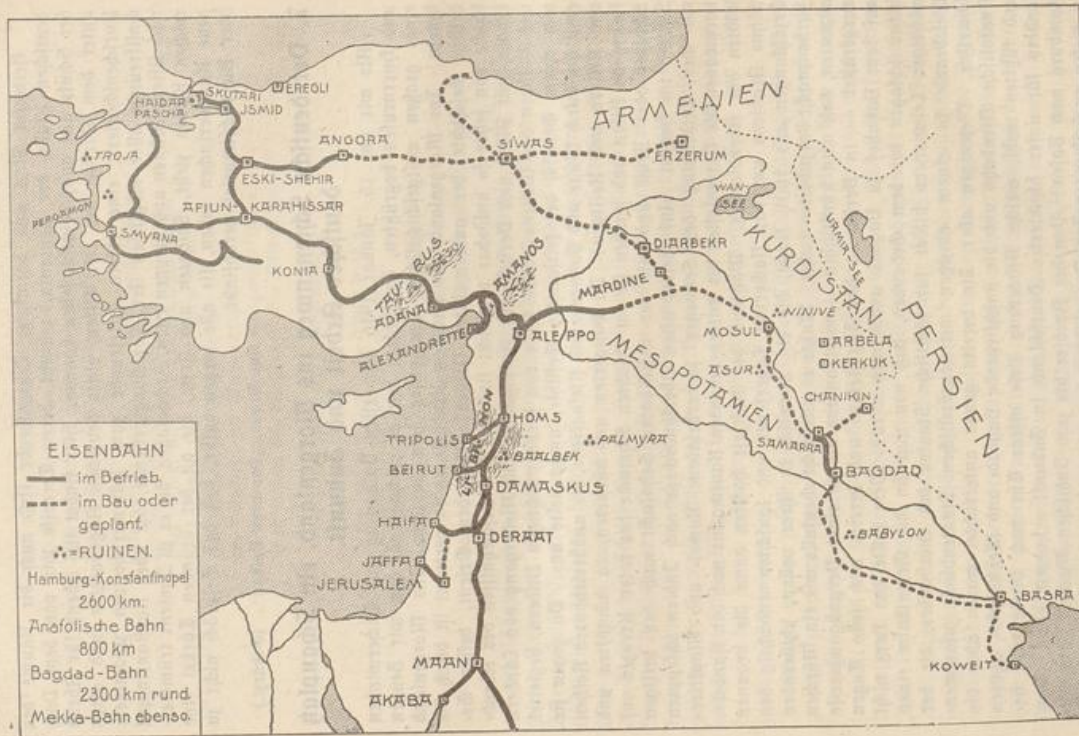 EREGLI
SKUTARI
HAIDAR
PASCHA
JSMID
ARMENIEN
ANGORA
SIWAS
ERZERUM
TROJA
ESKI-SHEHIR
WAN-
SEE
PERGAMON
AFIUN-KARAHISSAR
SMYRNA
URMIA-SEE
DIARBEKR
KURDISTAN
KONIA
TAURUS
AMANOS
MARDINE
ADANA
NINIVE
PERSIEN
MOSUL
ALEXANDRETTE
ALEPPO
ARBELA
MESOPOTAMIEN
KERKUK
ASUR
CHANIKIN
HOMS
LIBANON
TRIPOLIS
PALMYRA
SAMARRA
BEIRUT
BAALBEK
BAGDAD
DAMASKUS
HAIFA
DERAAT
BABYLON
JAFFA
JERUSALEM
BASRA
MAAN
KOWEIT
AKABA
EISENBAHN
im Betrieb.
im Bau oder
geplant.
=RUINEN.
Hamburg-Konstantinopel
2600 km.
Anatolische Bahn
800 km
Bagdad-Bahn
2300 km rund.
Mekka-Bahn ebenso.